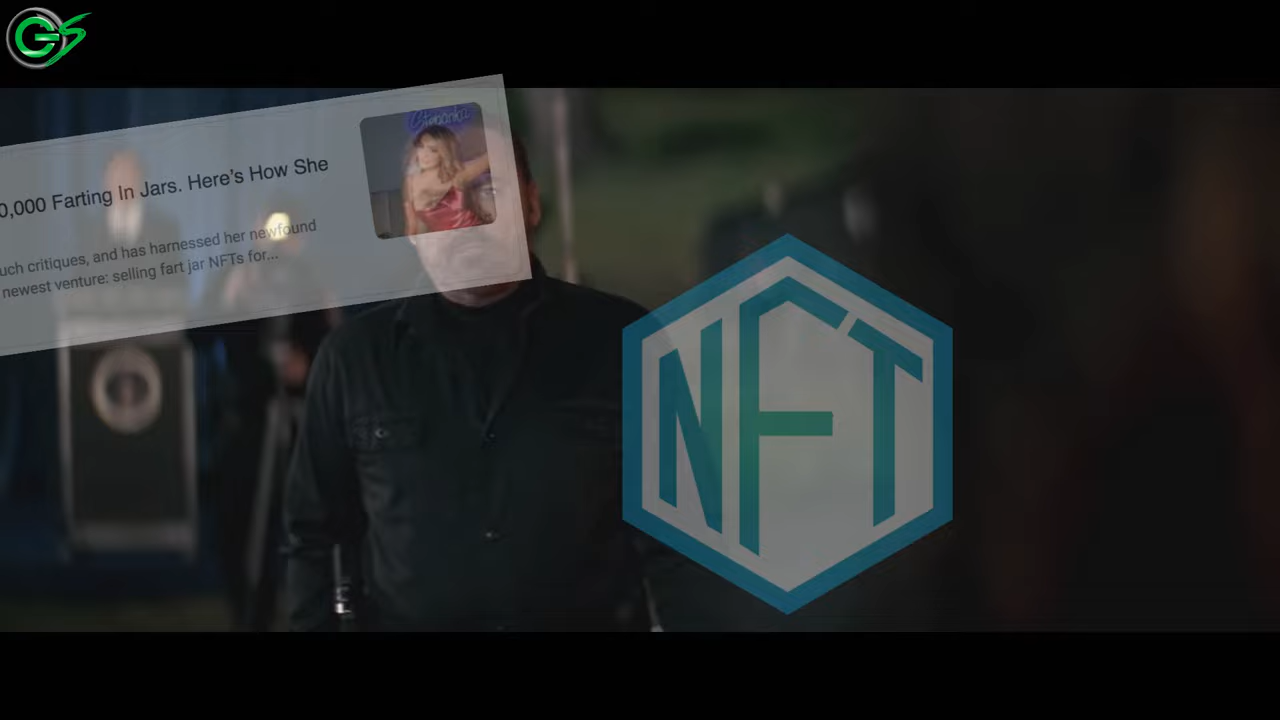 GS
0,000 Farting In Jars. Here's How She
uch critiques, and has harnessed her newfound
newest venture: selling fart jar NFTs for...
NFT